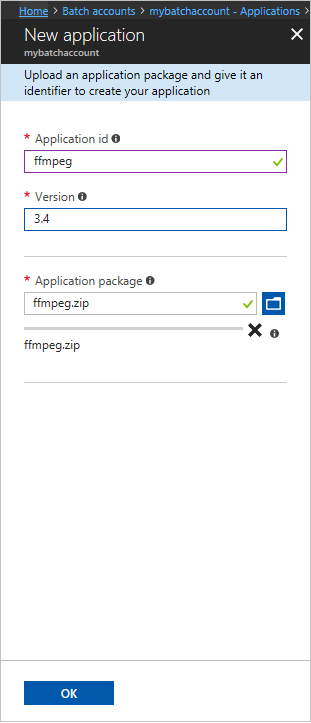 Home > Batch accounts > mybatchaccount - Applications >
New application
mybatchaccount
Upload an application package and give it an
identifier to create your application
* Application id
ffmpeg
* Version
3.4
* Application package
ffmpeg.zip
ffmpeg.zip
OK